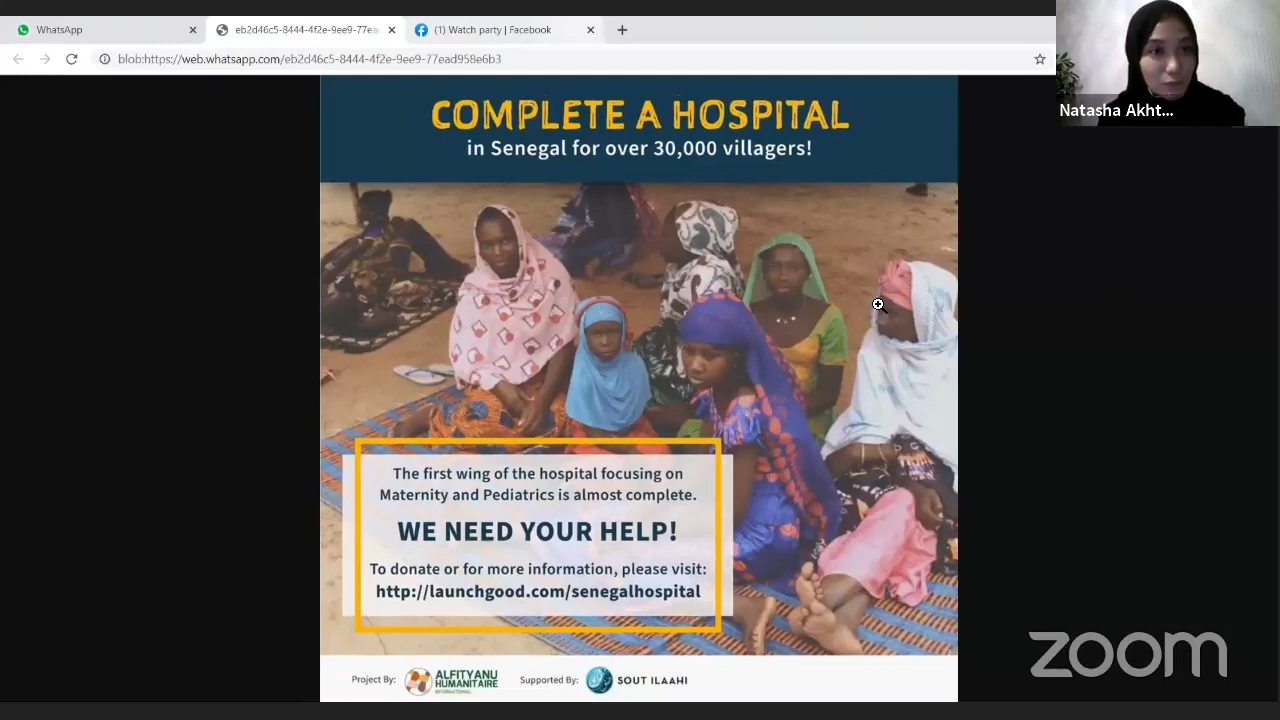 WhatsApp
eb2d46c5-8444-4f2e-9ee9-77ea
(1) Watch party | Facebook
blob:https://web.whatsapp.com/eb2d46c5-8444-4f2e-9ee9-77ead958e6b3
Natasha Akht...
COMPLETE A HOSPITAL
in Senegal for over 30,000 villagers!
The first wing of the hospital focusing on
Maternity and Pediatrics is almost complete.
WE NEED YOUR HELP!
To donate or for more information, please visit:
http://launchgood.com/senegalhospital
zoom
Project By:
ALFITYANU
HUMANITAIRE
INTERNATIONAL
Supported By:
SOUT ILAAHI